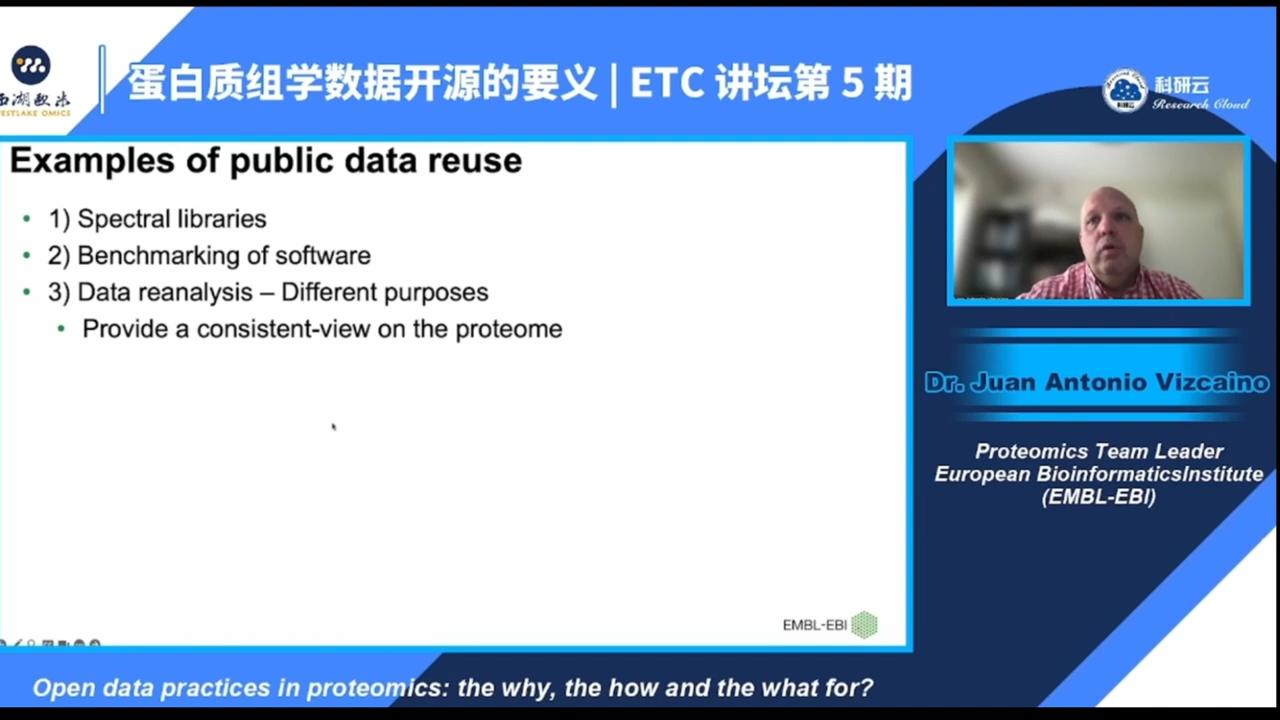 蛋白质组学数据开源的要义 | ETC 讲坛第 5 期
WESTLAKE OMICS
科研云
Research Cloud
Examples of public data reuse
• 1) Spectral libraries
• 2) Benchmarking of software
• 3) Data reanalysis – Different purposes
• Provide a consistent-view on the proteome
EMBL-EBI
Dr. Juan Antonio Vizcaino
Proteomics Team Leader
European BioinformaticsInstitute
(EMBL-EBI)
Open data practices in proteomics: the why, the how and the what for?